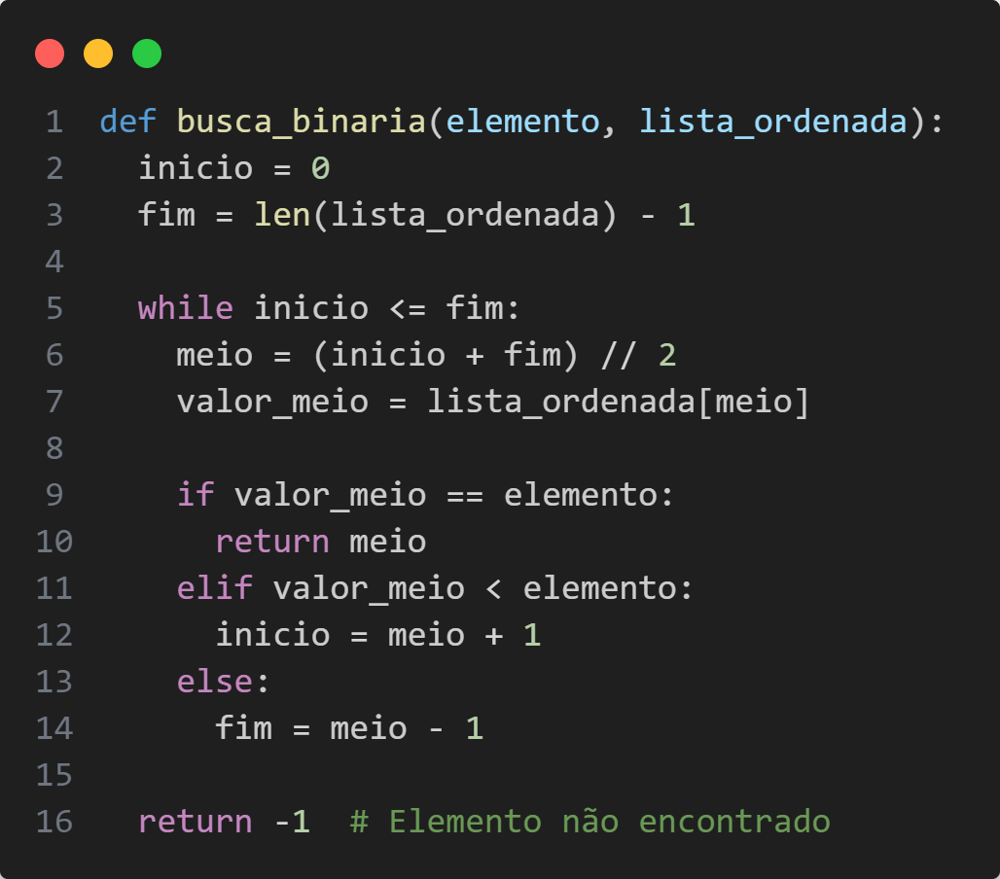 1 def busca_binaria(elemento, lista_ordenada):
2   inicio = 0
3   fim = len(lista_ordenada) - 1
4
5   while inicio <= fim:
6     meio = (inicio + fim) // 2
7     valor_meio = lista_ordenada[meio]
8
9     if valor_meio == elemento:
10       return meio
11     elif valor_meio < elemento:
12       inicio = meio + 1
13     else:
14       fim = meio - 1
15
16   return -1  # Elemento não encontrado